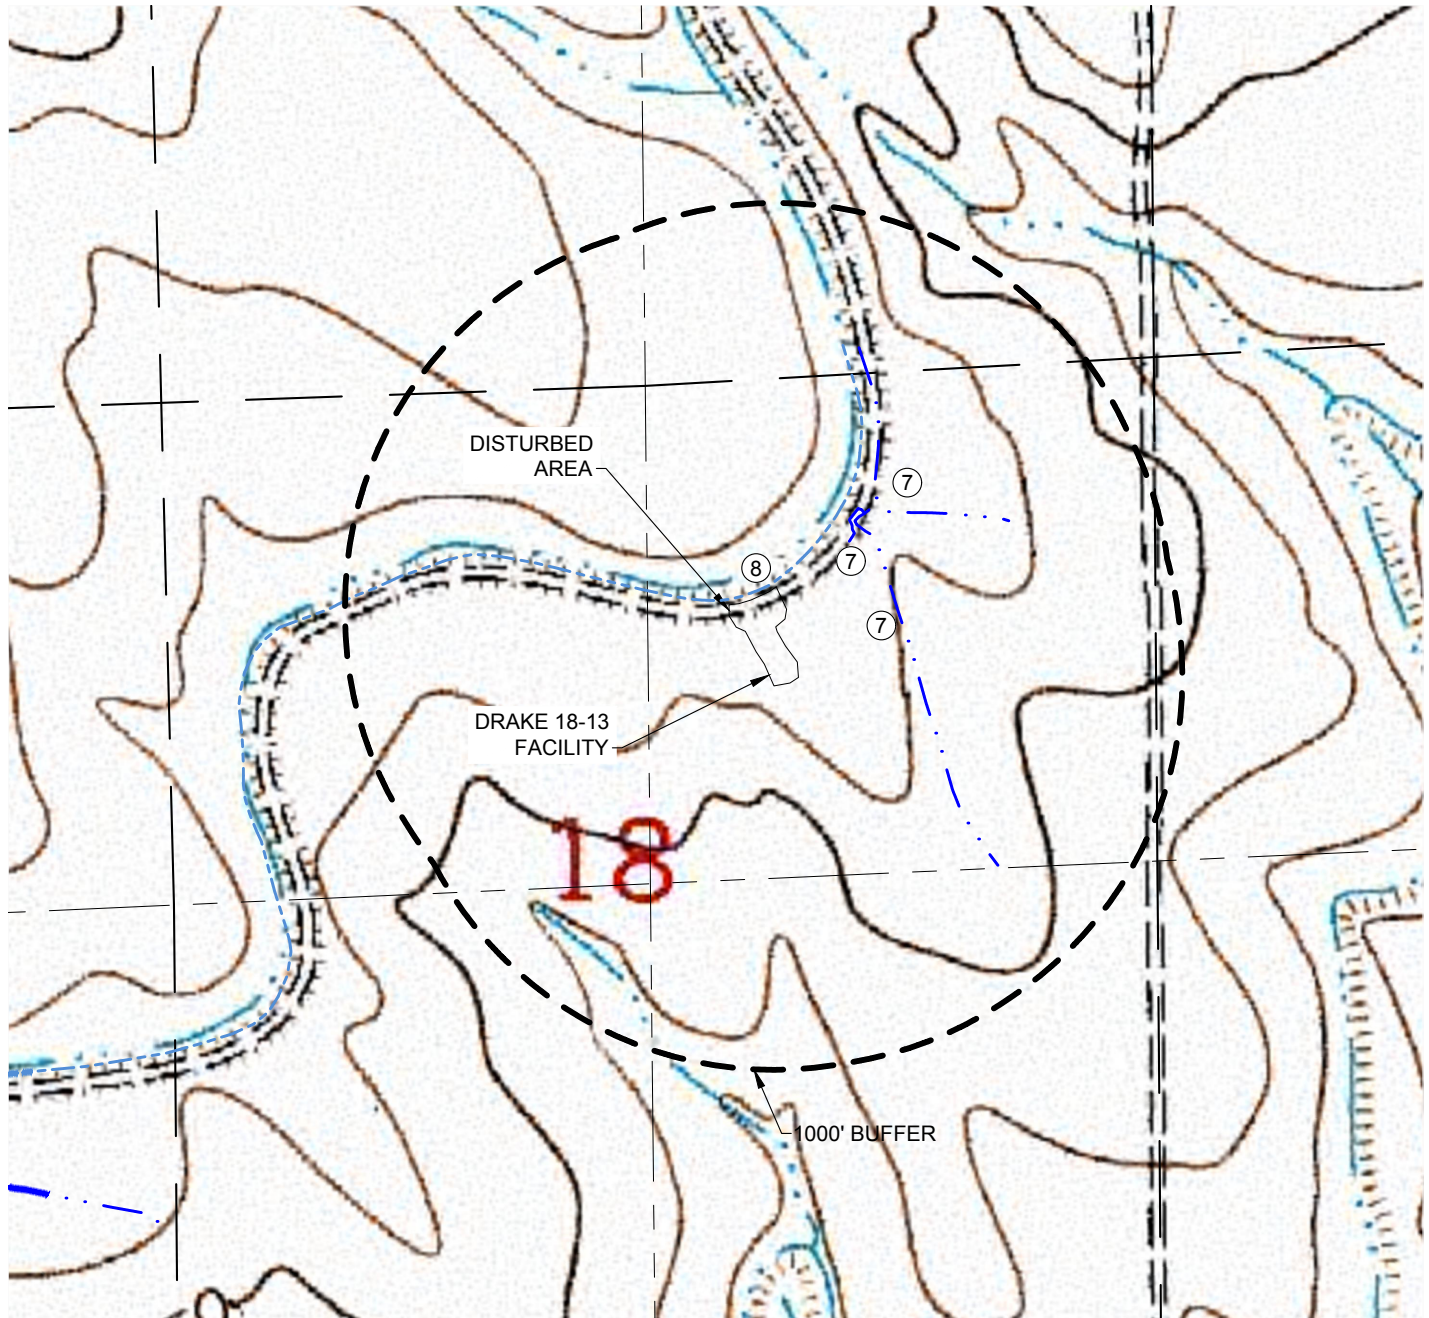 DISTURBED
AREA
7
8
7
7
DRAKE 18-13
FACILITY
18
1000' BUFFER